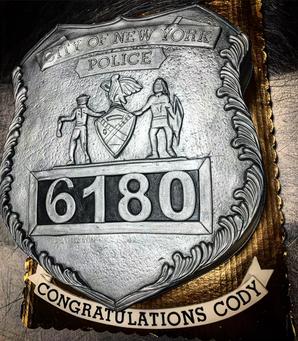 CITY OF NEW YORK
POLICE
6180
CONGRATULATIONS CODY